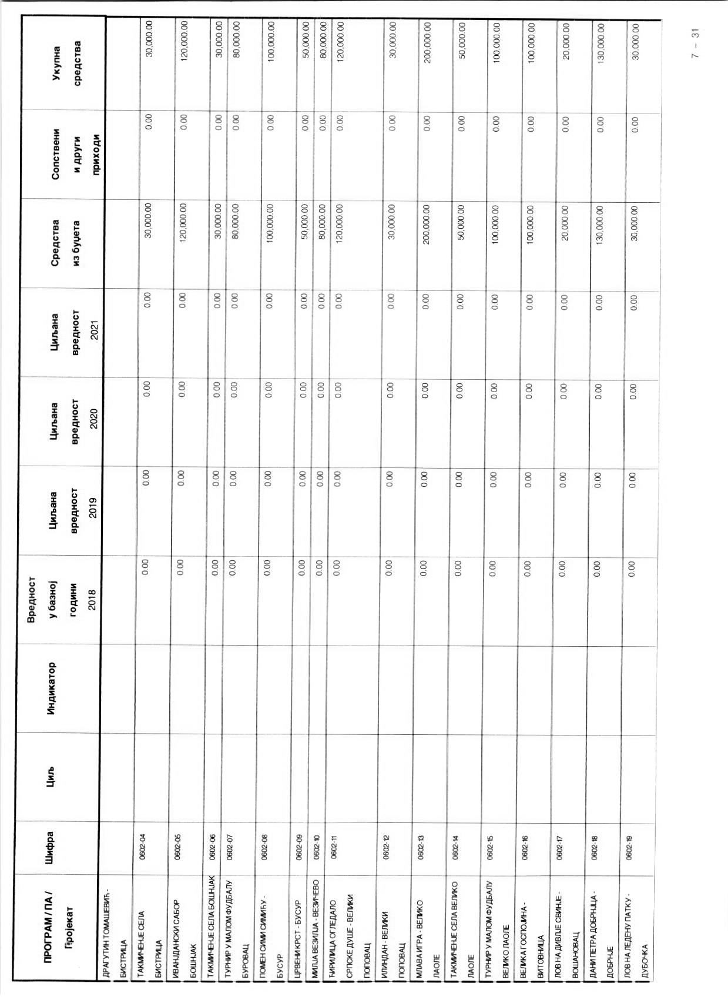 ПРОГРАМ / ПА / Пројекат | Шифра | Циљ | Индикатор | Вредност у базној години 2018 | Циљана вредност 2019 | Циљана вредност 2020 | Циљана вредност 2021 | Средства из буџета | Сопствени и други приходи | Укупна средства
ДРАГУТИН ТОМАШЕВИЋ -
БИСТРИЦА
ТАКМИЧЕЊЕ СЕЛА 0602-04 0.00 0.00 0.00 0.00 30,000.00 0.00 30,000.00
БИСТРИЦА
ИВАЊДАНСКИ САБОР 0602-05 0.00 0.00 0.00 0.00 120,000.00 0.00 120,000.00
БОШЊАК
ТАКМИЧЕЊЕ СЕЛА БОШЊАК 0602-06 0.00 0.00 0.00 0.00 30,000.00 0.00 30,000.00
ТУРНИР У МАЛОМ ФУДБАЛУ 0602-07 0.00 0.00 0.00 0.00 80,000.00 0.00 80,000.00
БУРОВАЦ
ПОМЕН СИМИ СИМИЋУ - 0602-08 0.00 0.00 0.00 0.00 100,000.00 0.00 100,000.00
БУСУР
ЦРВЕНИ КРСТ - БУСУР 0602-09 0.00 0.00 0.00 0.00 50,000.00 0.00 50,000.00
МИЛЈА ВЕЗИЛЈА - ВЕЗИЧЕВО 0602-10 0.00 0.00 0.00 0.00 80,000.00 0.00 80,000.00
ЋИРИЛИЦА ОГЛЕДАЛО 0602-11 0.00 0.00 0.00 0.00 120,000.00 0.00 120,000.00
СРПСКЕ ДУШЕ - ВЕЛИКИ
ПОПОВАЦ
ИЛИНДАН - ВЕЛИКИ 0602-12 0.00 0.00 0.00 0.00 30,000.00 0.00 30,000.00
ПОПОВАЦ
МЛАВА ИГРА - ВЕЛИКО 0602-13 0.00 0.00 0.00 0.00 200,000.00 0.00 200,000.00
ЛАОЛЕ
ТАКМИЧЕЊЕ СЕЛА ВЕЛИКО 0602-14 0.00 0.00 0.00 0.00 50,000.00 0.00 50,000.00
ЛАОЛЕ
ТУРНИР У МАЛОМ ФУДБАЛУ 0602-15 0.00 0.00 0.00 0.00 100,000.00 0.00 100,000.00
ВЕЛИКО ЛАОЛЕ
ВЕЛИКА ГОСПОЈИНА - 0602-16 0.00 0.00 0.00 0.00 100,000.00 0.00 100,000.00
ВИТОВНИЦА
ЛОВ НА ДИВЛЈЕ СВИЊЕ - 0602-17 0.00 0.00 0.00 0.00 20,000.00 0.00 20,000.00
ВОШАНОВАЦ
ДАНИ ПЕТРА ДОБРЊЦА - 0602-18 0.00 0.00 0.00 0.00 130,000.00 0.00 130,000.00
ДОБРЊЕ
ЛОВ НА ЛЕДЕНУ ПАТКУ - 0602-19 0.00 0.00 0.00 0.00 30,000.00 0.00 30,000.00
ДУБОЧКА
7 - 31